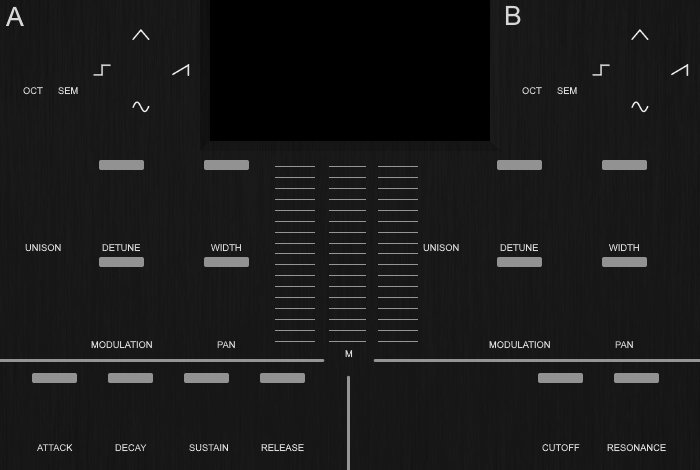 A
B
OCT SEM
OCT SEM
UNISON DETUNE WIDTH
UNISON DETUNE WIDTH
MODULATION PAN
M
MODULATION PAN
ATTACK DECAY SUSTAIN RELEASE
CUTOFF RESONANCE